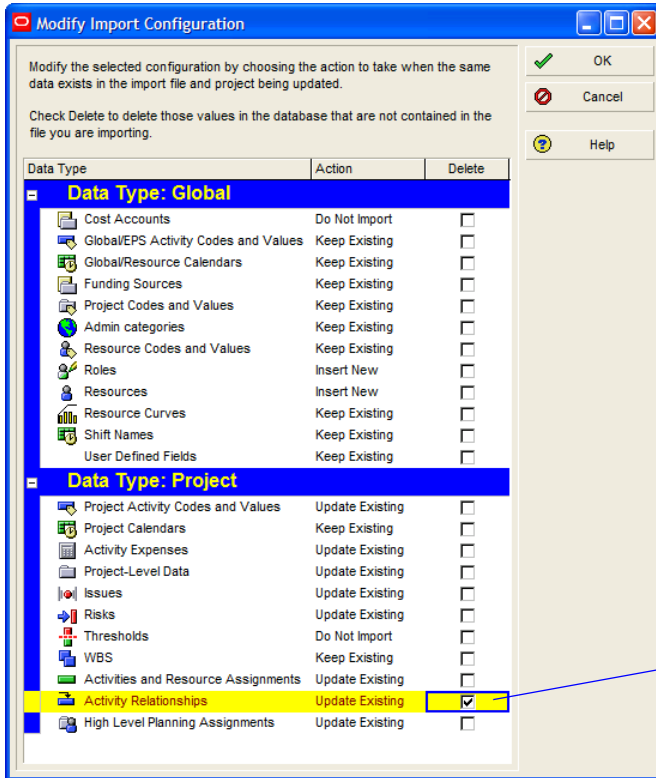 Modify Import Configuration
Modify the selected configuration by choosing the action to take when the same
data exists in the import file and project being updated.
Check Delete to delete those values in the database that are not contained in the
file you are importing.
OK
Cancel
Help
Data Type Action Delete
Data Type: Global
Cost Accounts Do Not Import
Global/EPS Activity Codes and Values Keep Existing
Global/Resource Calendars Keep Existing
Funding Sources Keep Existing
Project Codes and Values Keep Existing
Admin categories Keep Existing
Resource Codes and Values Keep Existing
Roles Insert New
Resources Insert New
Resource Curves Keep Existing
Shift Names Keep Existing
User Defined Fields Keep Existing
Data Type: Project
Project Activity Codes and Values Update Existing
Project Calendars Keep Existing
Activity Expenses Update Existing
Project-Level Data Update Existing
Issues Update Existing
Risks Update Existing
Thresholds Do Not Import
WBS Keep Existing
Activities and Resource Assignments Update Existing
Activity Relationships Update Existing
High Level Planning Assignments Update Existing